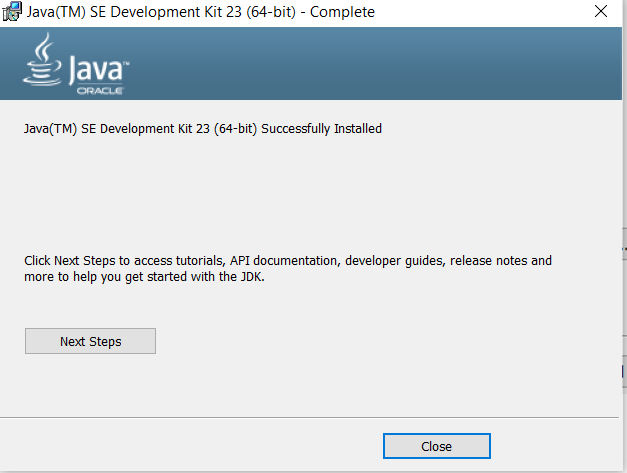 Java(TM) SE Development Kit 23 (64-bit) - Complete
Java™
ORACLE
Java(TM) SE Development Kit 23 (64-bit) Successfully Installed
Click Next Steps to access tutorials, API documentation, developer guides, release notes and
more to help you get started with the JDK.
Next Steps
Close